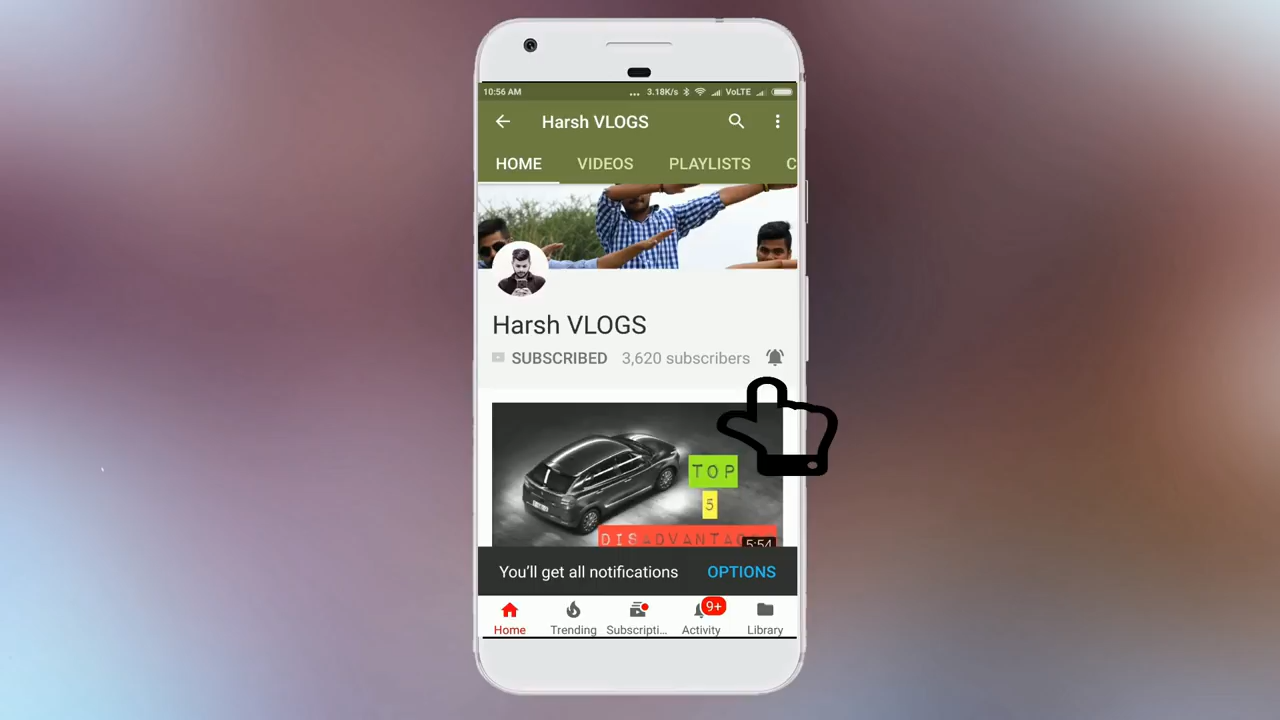 10:56 AM ... 3.18K/s VoLTE
Harsh VLOGS
HOME VIDEOS PLAYLISTS C
Harsh VLOGS
SUBSCRIBED 3,620 subscribers
TOP
5
DISADVANTAG
5:54
You'll get all notifications OPTIONS
9+
Home Trending Subscripti... Activity Library